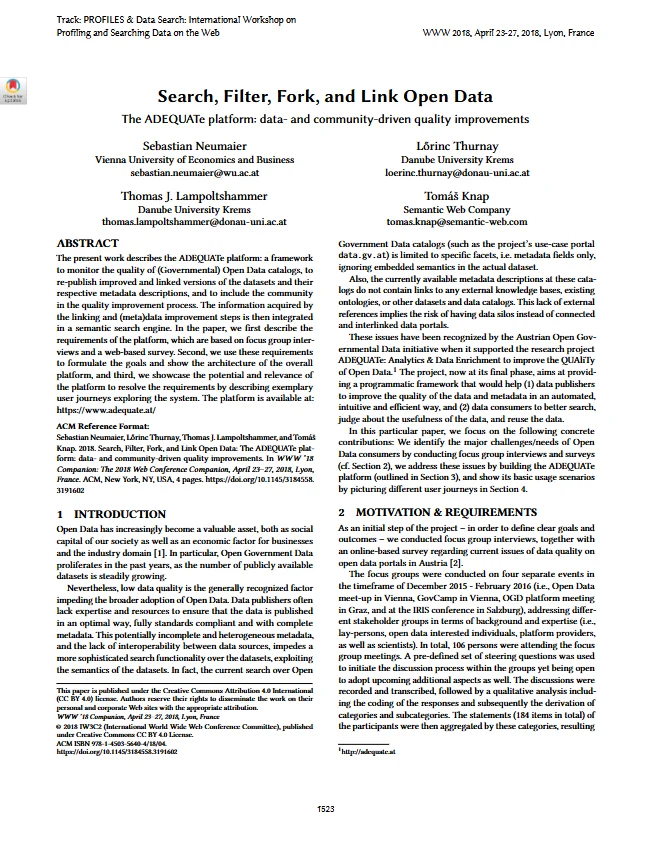 Track: PROFILES & Data Search: International Workshop on
Profiling and Searching Data on the Web
WWW 2018, April 23-27, 2018, Lyon, France
Search, Filter, Fork, and Link Open Data
The ADEQUATe platform: data- and community-driven quality improvements
Sebastian Neumaier
Vienna University of Economics and Business
sebastian.neumaier@wu.ac.at
Lőrinc Thurnay
Danube University Krems
loerinc.thurnay@donau-uni.ac.at
Thomas J. Lampoltshammer
Danube University Krems
thomas.lampoltshammer@donau-uni.ac.at
Tomáš Knap
Semantic Web Company
tomas.knap@semantic-web.com
ABSTRACT
The present work describes the ADEQUATe platform: a framework
to monitor the quality of (Governmental) Open Data catalogs, to
re-publish improved and linked versions of the datasets and their
respective metadata descriptions, and to include the community
in the quality improvement process. The information acquired by
the linking and (meta)data improvement steps is then integrated
in a semantic search engine. In the paper, we first describe the
requirements of the platform, which are based on focus group inter-
views and a web-based survey. Second, we use these requirements
to formulate the goals and show the architecture of the overall
platform, and third, we showcase the potential and relevance of
the platform to resolve the requirements by describing exemplary
user journeys exploring the system. The platform is available at:
https://www.adequate.at/
ACM Reference Format:
Sebastian Neumaier, Lőrinc Thurnay, Thomas J. Lampoltshammer, and Tomáš
Knap. 2018. Search, Filter, Fork, and Link Open Data: The ADEQUATe plat-
form: data- and community-driven quality improvements. In WWW '18
Companion: The 2018 Web Conference Companion, April 23–27, 2018, Lyon,
France. ACM, New York, NY, USA, 4 pages. https://doi.org/10.1145/3184558.
3191602
1 INTRODUCTION
Open Data has increasingly become a valuable asset, both as social
capital of our society as well as an economic factor for businesses
and the industry domain [1]. In particular, Open Government Data
proliferates in the past years, as the number of publicly available
datasets is steadily growing.
Nevertheless, low data quality is the generally recognized factor
impeding the broader adoption of Open Data. Data publishers often
lack expertise and resources to ensure that the data is published
in an optimal way, fully standards compliant and with complete
metadata. This potentially incomplete and heterogeneous metadata,
and the lack of interoperability between data sources, impedes a
more sophisticated search functionality over the datasets, exploiting
the semantics of the datasets. In fact, the current search over Open
This paper is published under the Creative Commons Attribution 4.0 International
(CC BY 4.0) license. Authors reserve their rights to disseminate the work on their
personal and corporate Web sites with the appropriate attribution.
WWW '18 Companion, April 23–27, 2018, Lyon, France
© 2018 IW3C2 (International World Wide Web Conference Committee), published
under Creative Commons CC BY 4.0 License.
ACM ISBN 978-1-4503-5640-4/18/04.
https://doi.org/10.1145/3184558.3191602
Government Data catalogs (such as the project's use-case portal
data.gv.at) is limited to specific facets, i.e. metadata fields only,
ignoring embedded semantics in the actual dataset.
Also, the currently available metadata descriptions at these cata-
logs do not contain links to any external knowledge bases, existing
ontologies, or other datasets and data catalogs. This lack of external
references implies the risk of having data silos instead of connected
and interlinked data portals.
These issues have been recognized by the Austrian Open Gov-
ernmental Data initiative when it supported the research project
ADEQUATe: Analytics & Data Enrichment to improve the QUAliTy
of Open Data.1 The project, now at its final phase, aims at provid-
ing a programmatic framework that would help (1) data publishers
to improve the quality of the data and metadata in an automated,
intuitive and efficient way, and (2) data consumers to better search,
judge about the usefulness of the data, and reuse the data.
In this particular paper, we focus on the following concrete
contributions: We identify the major challenges/needs of Open
Data consumers by conducting focus group interviews and surveys
(cf. Section 2), we address these issues by building the ADEQUATe
platform (outlined in Section 3), and show its basic usage scenarios
by picturing different user journeys in Section 4.
2 MOTIVATION & REQUIREMENTS
As an initial step of the project – in order to define clear goals and
outcomes – we conducted focus group interviews, together with
an online-based survey regarding current issues of data quality on
open data portals in Austria [2].
The focus groups were conducted on four separate events in
the timeframe of December 2015 - February 2016 (i.e., Open Data
meet-up in Vienna, GovCamp in Vienna, OGD platform meeting
in Graz, and at the IRIS conference in Salzburg), addressing differ-
ent stakeholder groups in terms of background and expertise (i.e.,
lay-persons, open data interested individuals, platform providers,
as well as scientists). In total, 106 persons were attending the focus
group meetings. A pre-defined set of steering questions was used
to initiate the discussion process within the groups yet being open
to adopt upcoming additional aspects as well. The discussions were
recorded and transcribed, followed by a qualitative analysis includ-
ing the coding of the responses and subsequently the derivation of
categories and subcategories. The statements (184 items in total) of
the participants were then aggregated by these categories, resulting
1http://adequate.at
1523